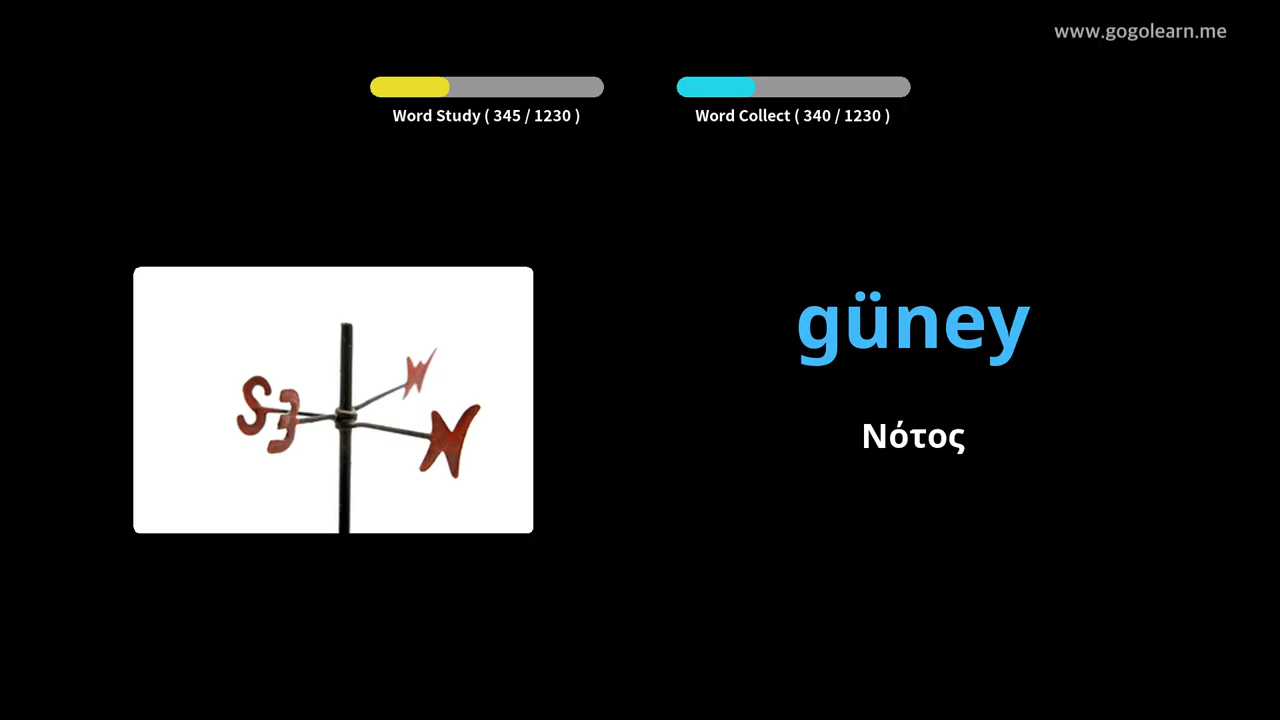 www.gogolearn.me
Word Study ( 345 / 1230 )
Word Collect ( 340 / 1230 )
güney
Νότος
S
E
N